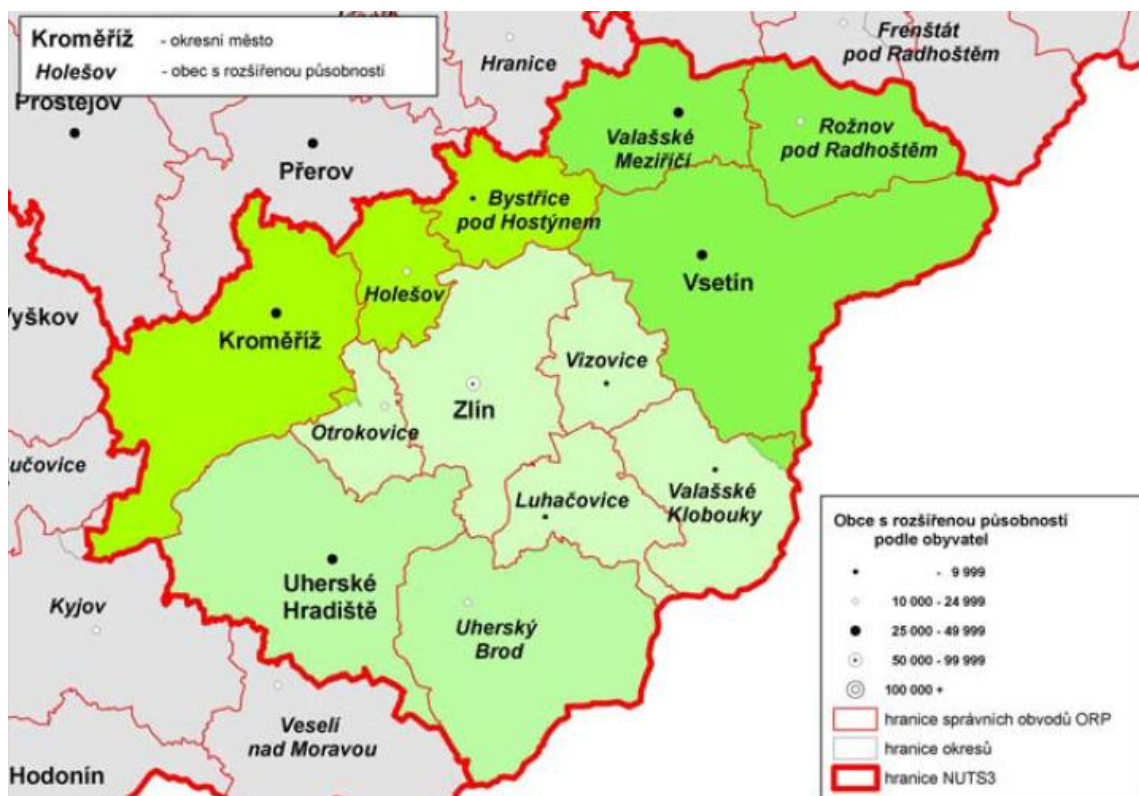 Kroměříž - okresní město
Holešov - obec s rozšířenou působností
Frenštát
pod Radhoštěm
Hranice
Prostějov
Přerov
Valašské
Meziříčí
Rožnov
pod Radhoštěm
Bystřice
pod Hostýnem
Holešov
Vsetín
Kroměříž
Vyškov
Vizovice
Zlín
Otrokovice
učovice
Luhačovice
Valašské
Klobouky
Uherské
Hradiště
Kyjov
Uherský
Brod
Veselí
nad Moravou
Hodonín
Obce s rozšířenou působností
podle obyvatel
- 9 999
10 000 - 24 999
25 000 - 49 999
50 000 - 99 999
100 000 +
hranice správních obvodů ORP
hranice okresů
hranice NUTS3